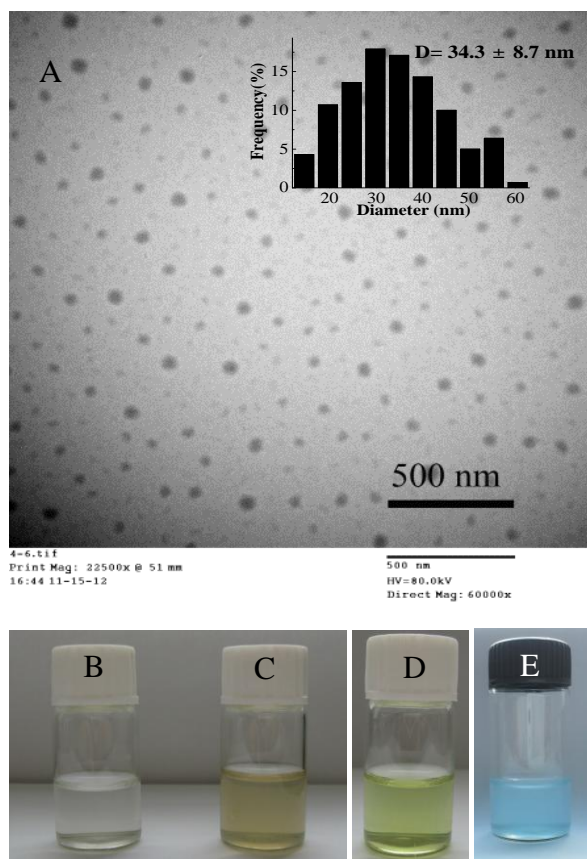 A
D= 34.3 ± 8.7 nm
Frequency(%)
15
10
5
0
20 30 40 50 60
Diameter (nm)
500 nm
4-6.tif
Print Mag: 22500x @ 51 mm
16:44 11-15-12
500 nm
HV=80.0kV
Direct Mag: 60000x
B C D E